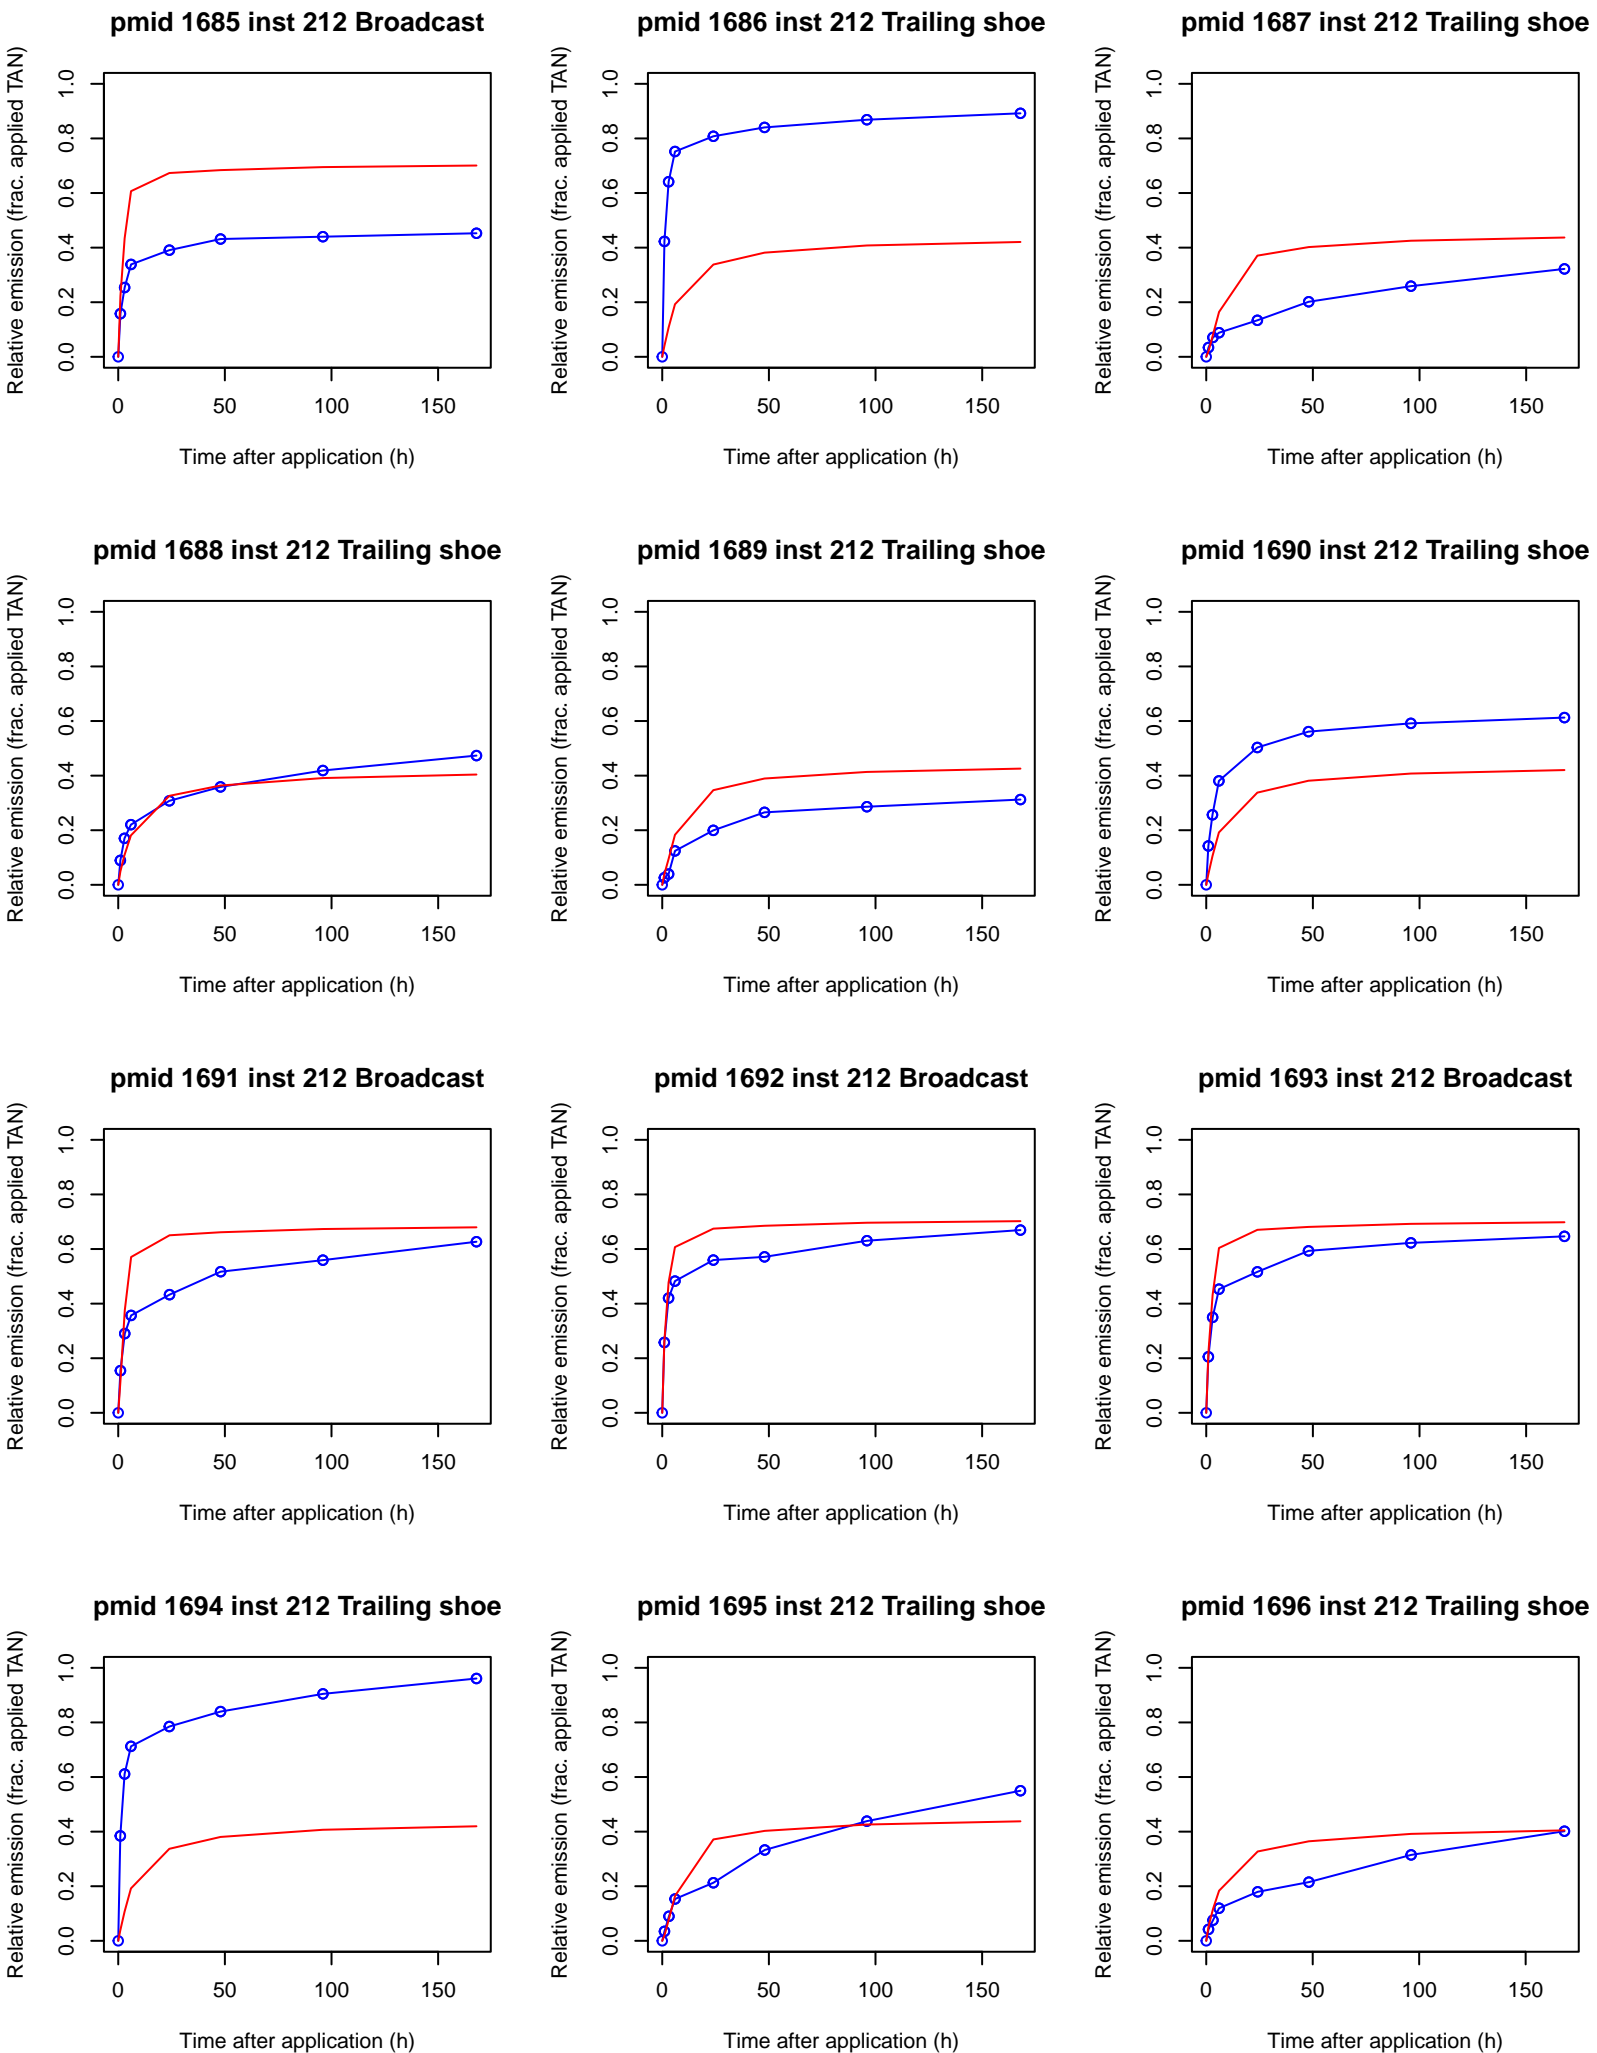 pmid 1685 inst 212 Broadcast
Relative emission (frac. applied TAN)
0.0 0.2 0.4 0.6 0.8 1.0
0 50 100 150
Time after application (h)
pmid 1686 inst 212 Trailing shoe
Relative emission (frac. applied TAN)
0.0 0.2 0.4 0.6 0.8 1.0
0 50 100 150
Time after application (h)
pmid 1687 inst 212 Trailing shoe
Relative emission (frac. applied TAN)
0.0 0.2 0.4 0.6 0.8 1.0
0 50 100 150
Time after application (h)
pmid 1688 inst 212 Trailing shoe
Relative emission (frac. applied TAN)
0.0 0.2 0.4 0.6 0.8 1.0
0 50 100 150
Time after application (h)
pmid 1689 inst 212 Trailing shoe
Relative emission (frac. applied TAN)
0.0 0.2 0.4 0.6 0.8 1.0
0 50 100 150
Time after application (h)
pmid 1690 inst 212 Trailing shoe
Relative emission (frac. applied TAN)
0.0 0.2 0.4 0.6 0.8 1.0
0 50 100 150
Time after application (h)
pmid 1691 inst 212 Broadcast
Relative emission (frac. applied TAN)
0.0 0.2 0.4 0.6 0.8 1.0
0 50 100 150
Time after application (h)
pmid 1692 inst 212 Broadcast
Relative emission (frac. applied TAN)
0.0 0.2 0.4 0.6 0.8 1.0
0 50 100 150
Time after application (h)
pmid 1693 inst 212 Broadcast
Relative emission (frac. applied TAN)
0.0 0.2 0.4 0.6 0.8 1.0
0 50 100 150
Time after application (h)
pmid 1694 inst 212 Trailing shoe
Relative emission (frac. applied TAN)
0.0 0.2 0.4 0.6 0.8 1.0
0 50 100 150
Time after application (h)
pmid 1695 inst 212 Trailing shoe
Relative emission (frac. applied TAN)
0.0 0.2 0.4 0.6 0.8 1.0
0 50 100 150
Time after application (h)
pmid 1696 inst 212 Trailing shoe
Relative emission (frac. applied TAN)
0.0 0.2 0.4 0.6 0.8 1.0
0 50 100 150
Time after application (h)